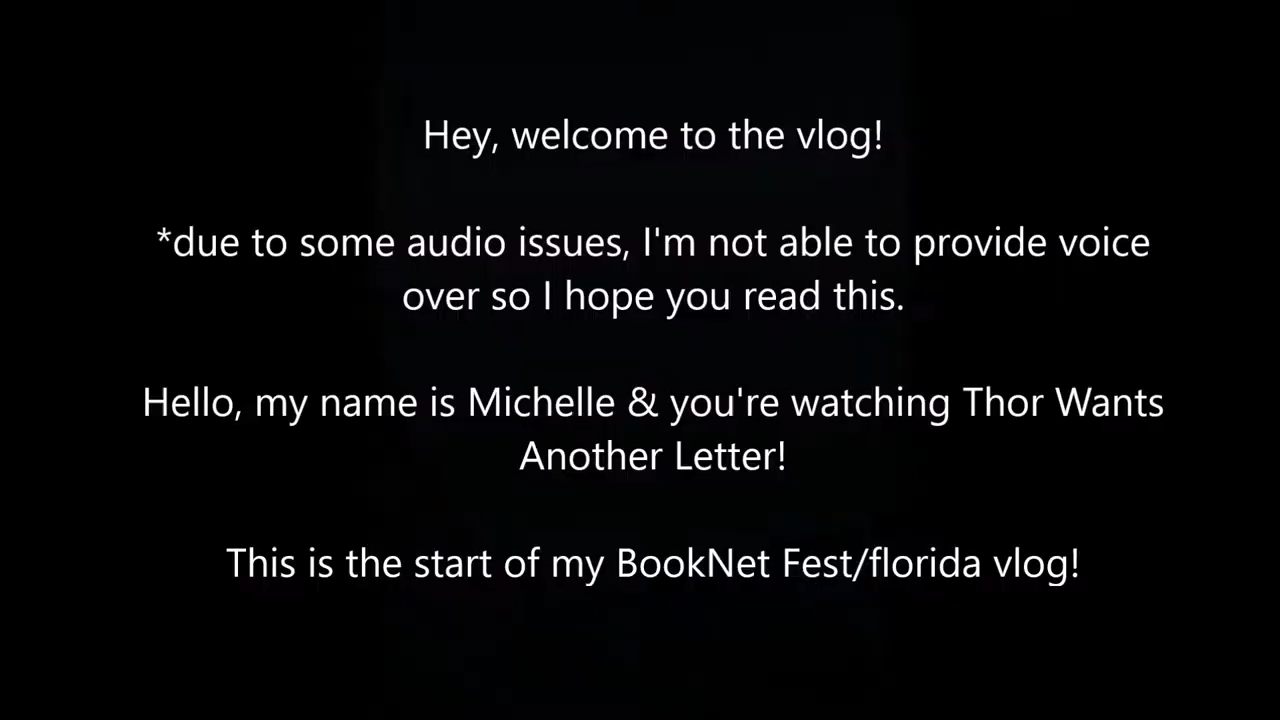 Hey, welcome to the vlog!
*due to some audio issues, I'm not able to provide voice
over so I hope you read this.
Hello, my name is Michelle & you're watching Thor Wants
Another Letter!
This is the start of my BookNet Fest/florida vlog!